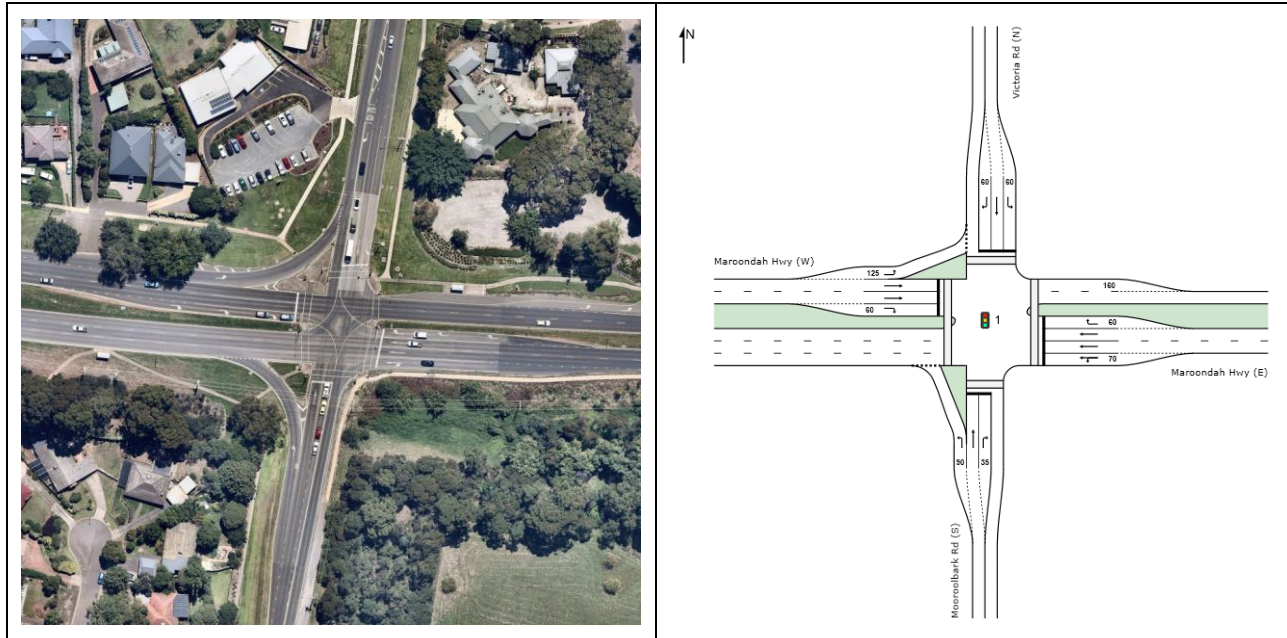 N
Victoria Rd (N)
60 60
Maroondah Hwy (W)
125
60
160
60
70
1
Maroondah Hwy (E)
90 35
Mooroolbark Rd (S)